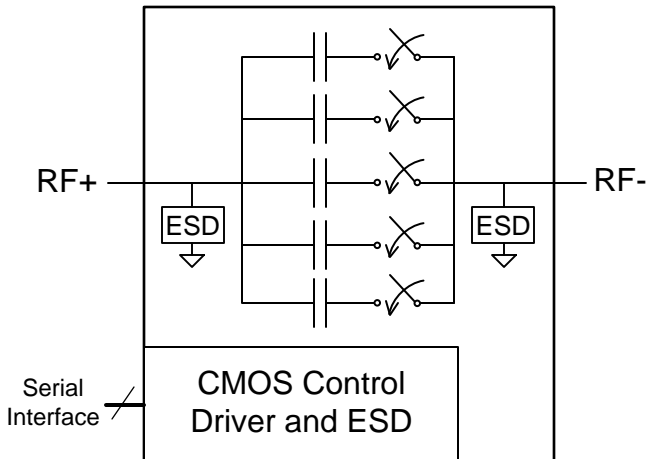 RF+
RF-
ESD
ESD
Serial
Interface
CMOS Control
Driver and ESD